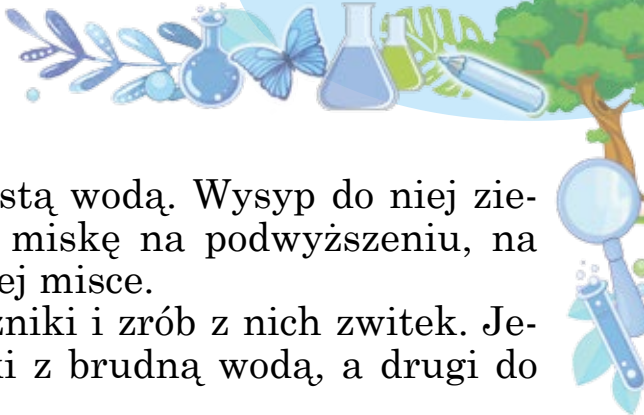 stą wodą. Wysyp do niej zie-
miskę na podwyższeniu, na
ej misce.
zniki i zrób z nich zwitek. Je-
ki z brudną wodą, a drugi do